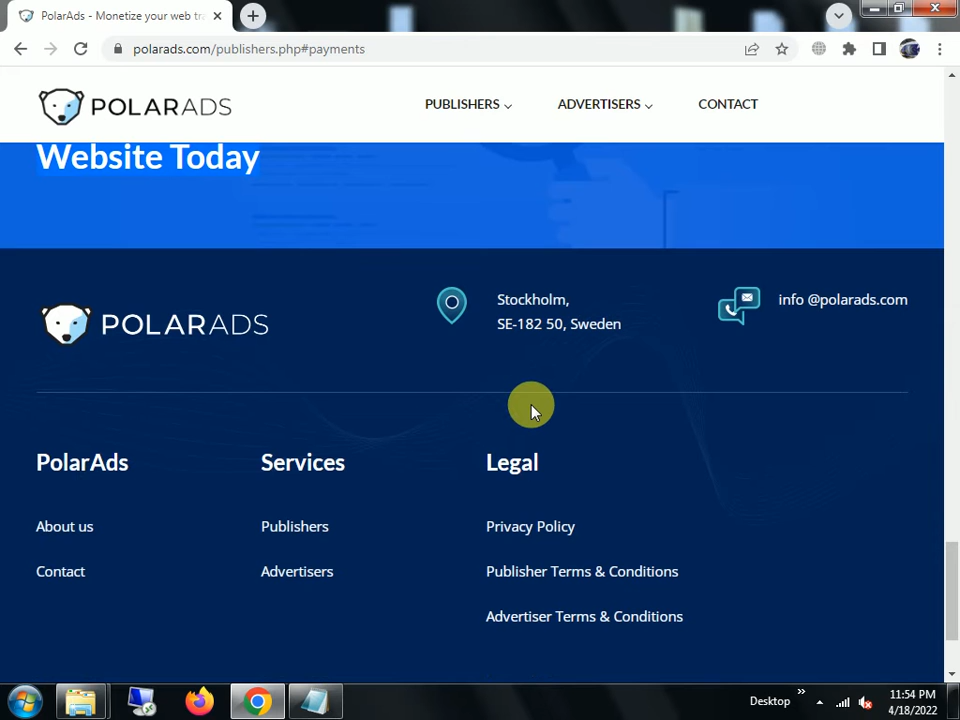 PolarAds - Monetize your web tra
polarads.com/publishers.php#payments
POLARADS
PUBLISHERS
ADVERTISERS
CONTACT
Website Today
POLARADS
Stockholm,
SE-182 50, Sweden
info @polarads.com
PolarAds
Services
Legal
About us
Publishers
Privacy Policy
Contact
Advertisers
Publisher Terms & Conditions
Advertiser Terms & Conditions
Desktop
11:54 PM
4/18/2022